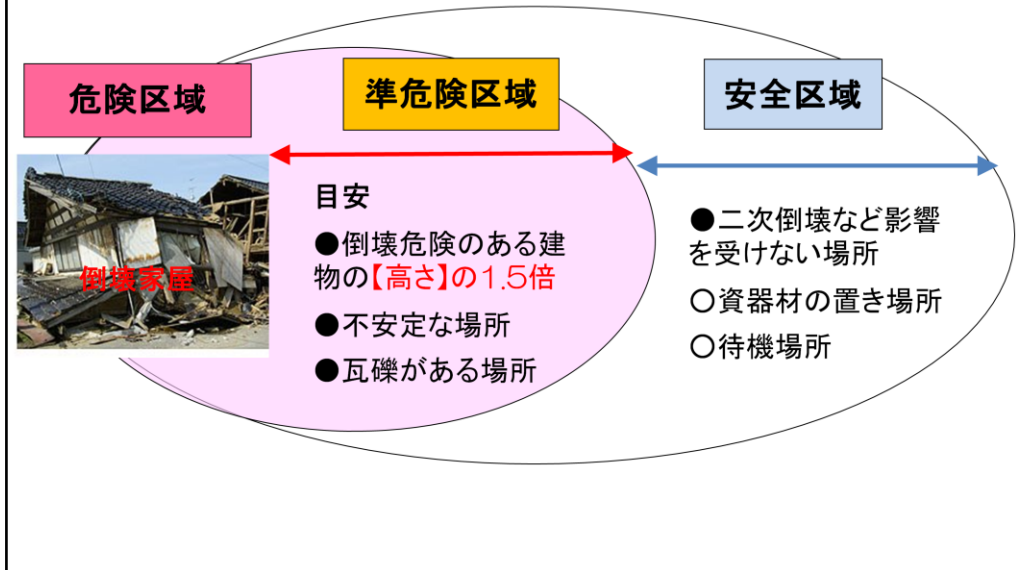 危険区域
準危険区域
安全区域
倒壊家屋
目安
●倒壊危険のある建
物の【高さ】の1.5倍
●不安定な場所
●瓦礫がある場所
●二次倒壊など影響
を受けない場所
○資器材の置き場所
○待機場所